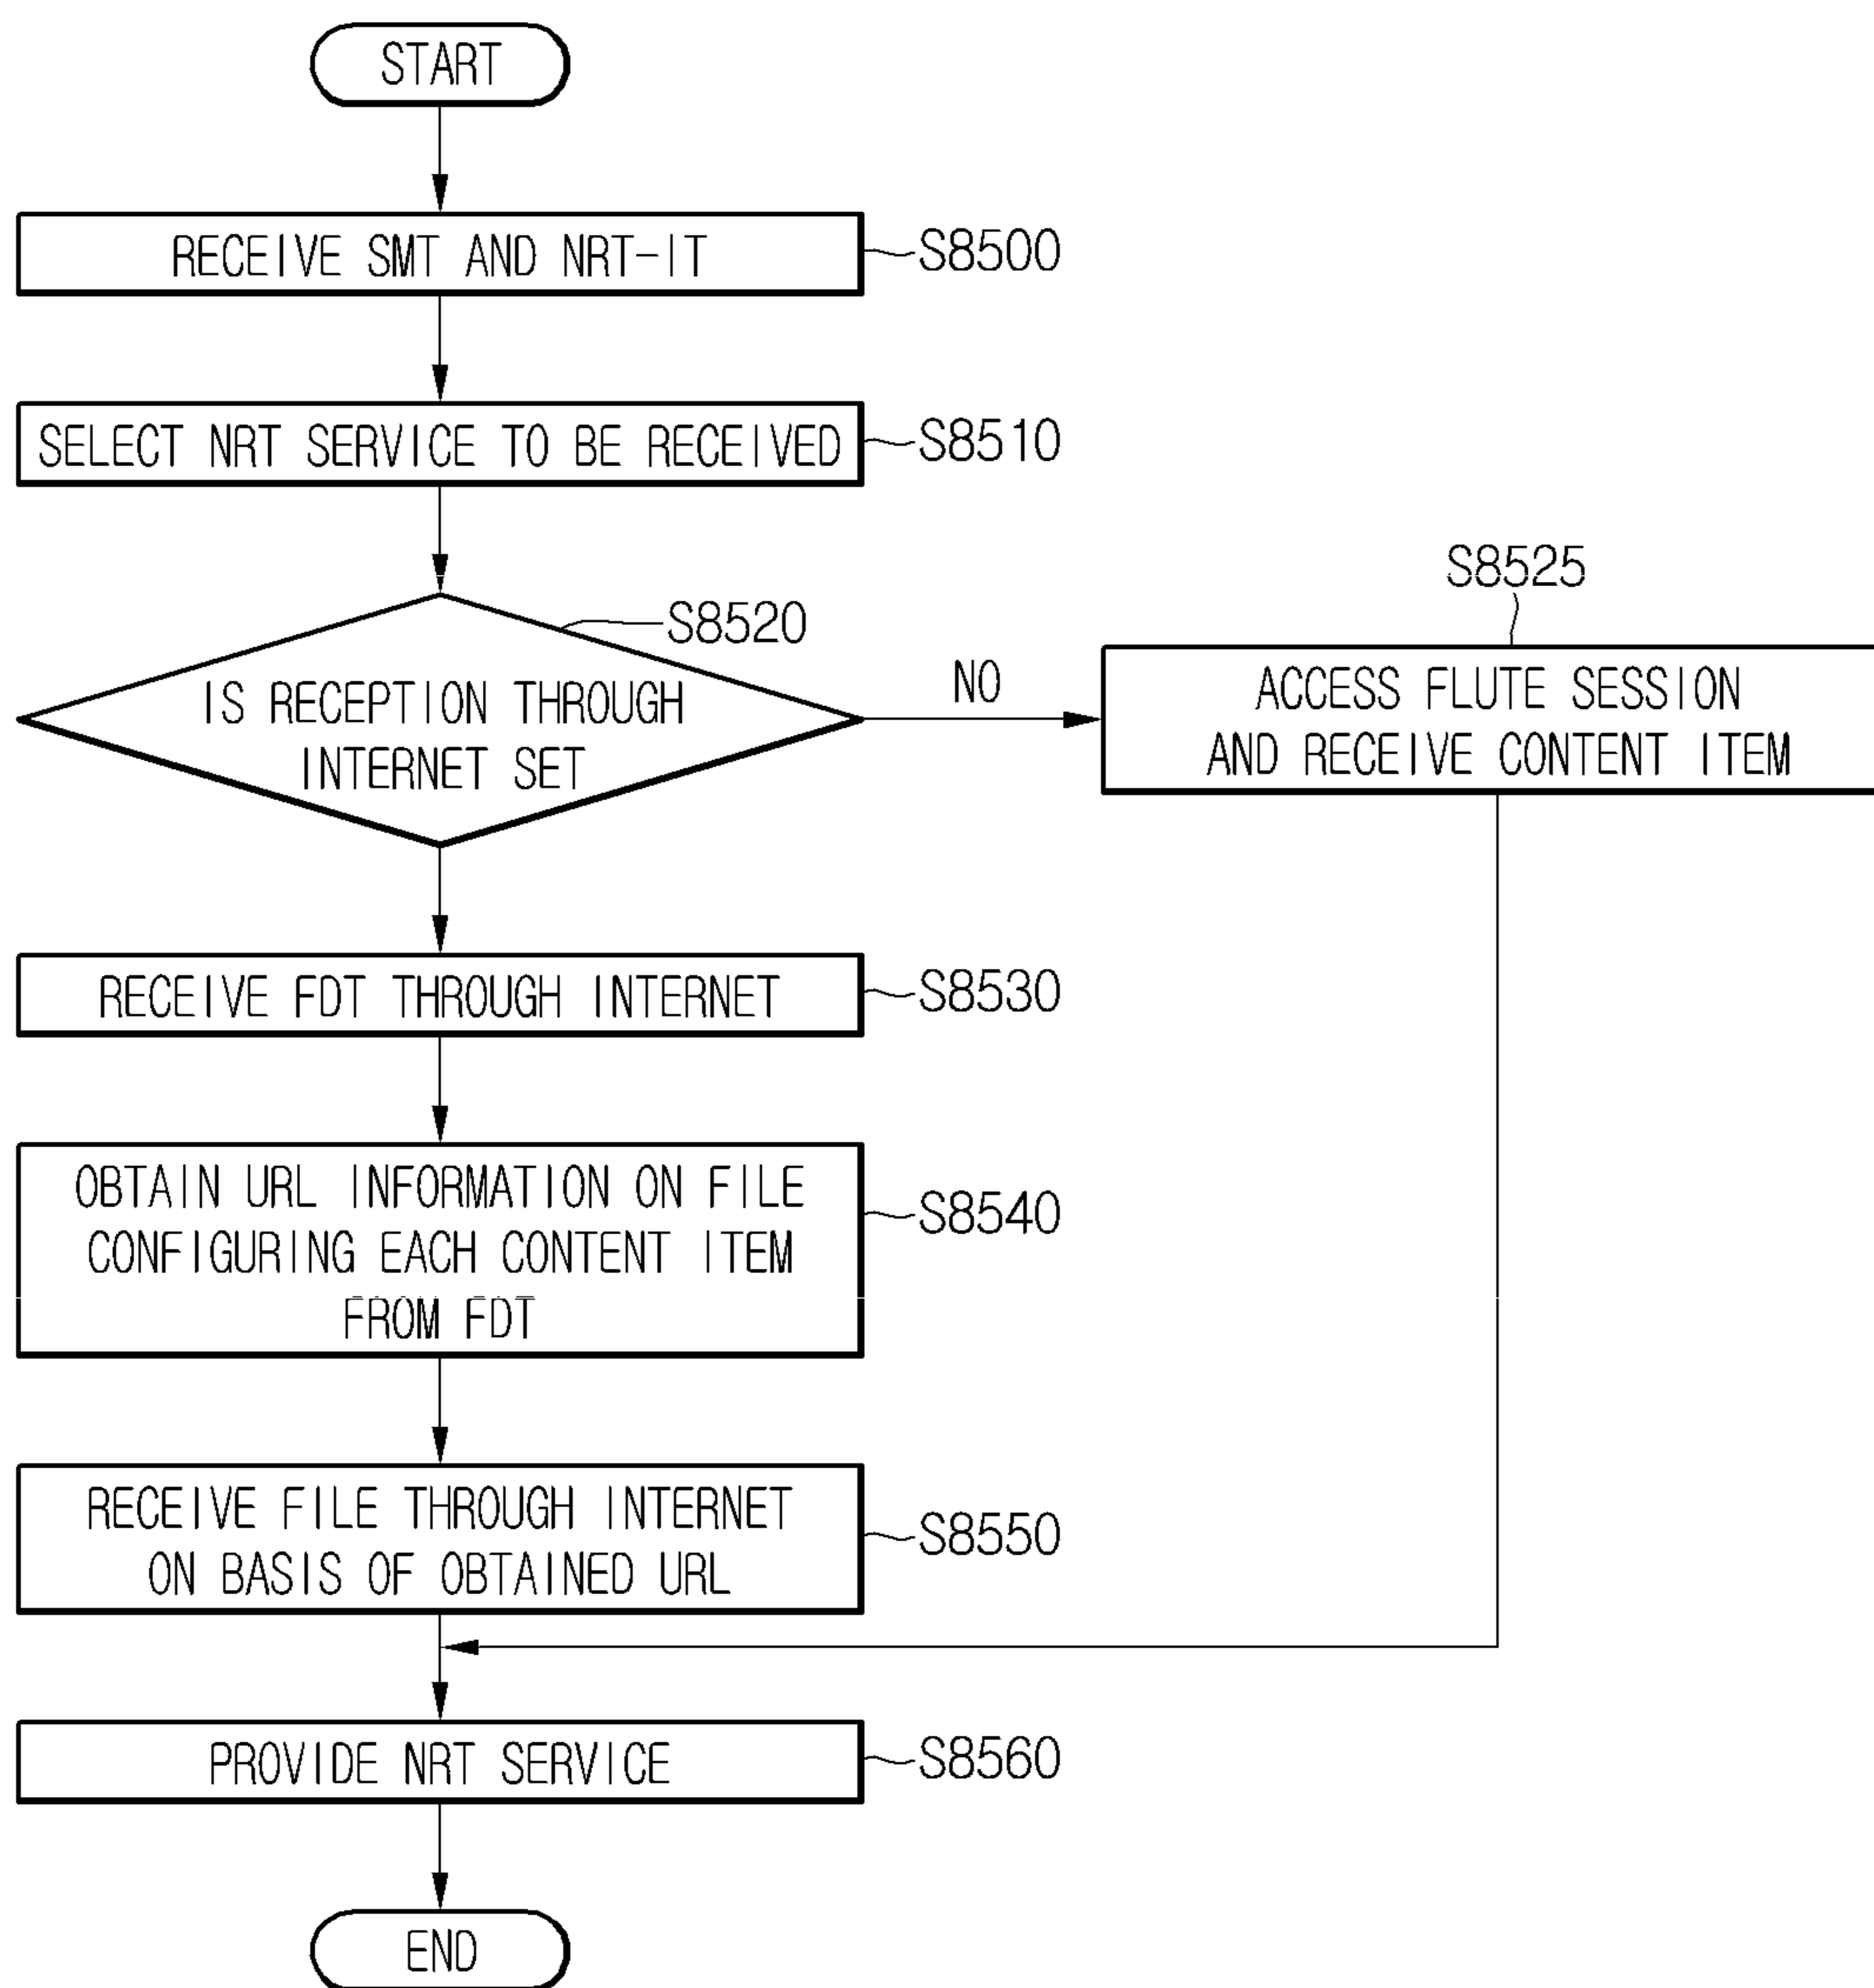 START
RECEIVE SMT AND NRT-IT
S8500
SELECT NRT SERVICE TO BE RECEIVED
S8510
S8520
IS RECEPTION THROUGH
INTERNET SET
NO
S8525
ACCESS FLUTE SESSION
AND RECEIVE CONTENT ITEM
RECEIVE FDT THROUGH INTERNET
S8530
OBTAIN URL INFORMATION ON FILE
CONFIGURING EACH CONTENT ITEM
FROM FDT
S8540
RECEIVE FILE THROUGH INTERNET
ON BASIS OF OBTAINED URL
S8550
PROVIDE NRT SERVICE
S8560
END